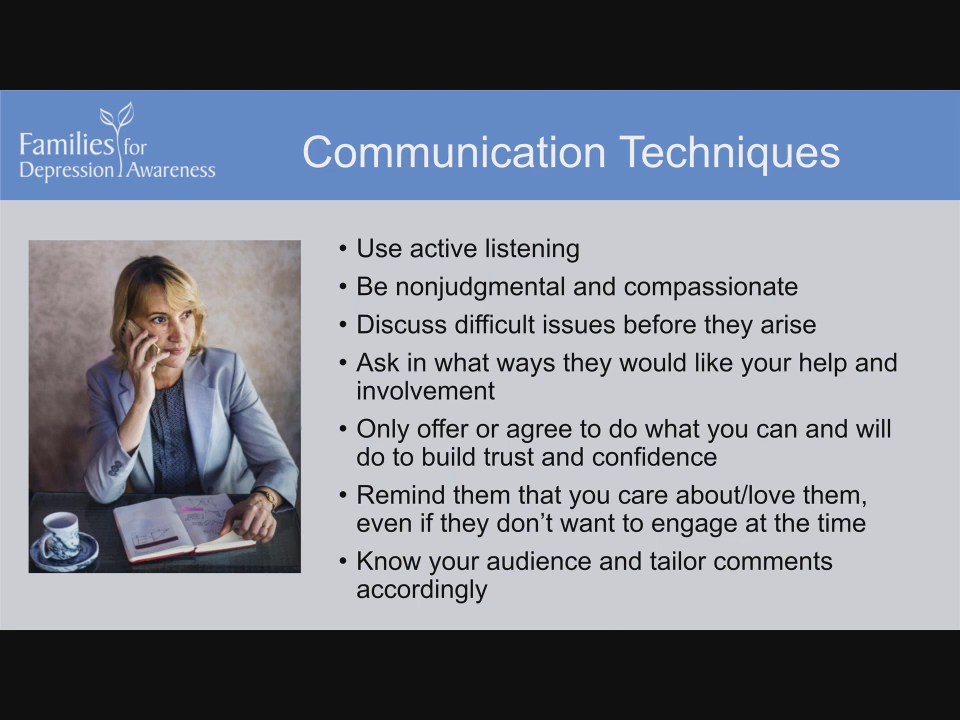 Families for
Depression Awareness
Communication Techniques
• Use active listening
• Be nonjudgmental and compassionate
• Discuss difficult issues before they arise
• Ask in what ways they would like your help and
involvement
• Only offer or agree to do what you can and will
do to build trust and confidence
• Remind them that you care about/love them,
even if they don’t want to engage at the time
• Know your audience and tailor comments
accordingly